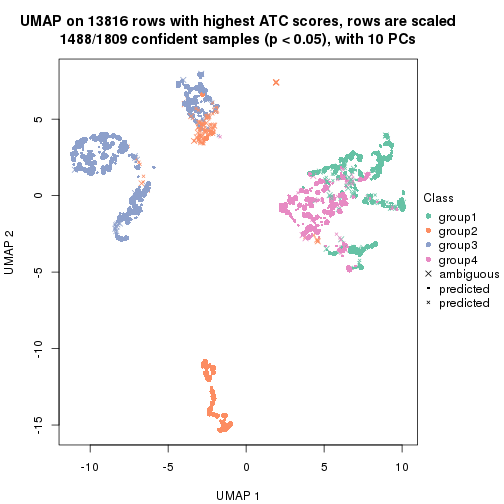 UMAP on 13816 rows with highest ATC scores, rows are scaled
1488/1809 confident samples (p < 0.05), with 10 PCs
5
0
-5
-10
-15
UMAP 2
-10
-5
0
5
10
UMAP 1
Class
group1
group2
group3
group4
ambiguous
predicted
predicted